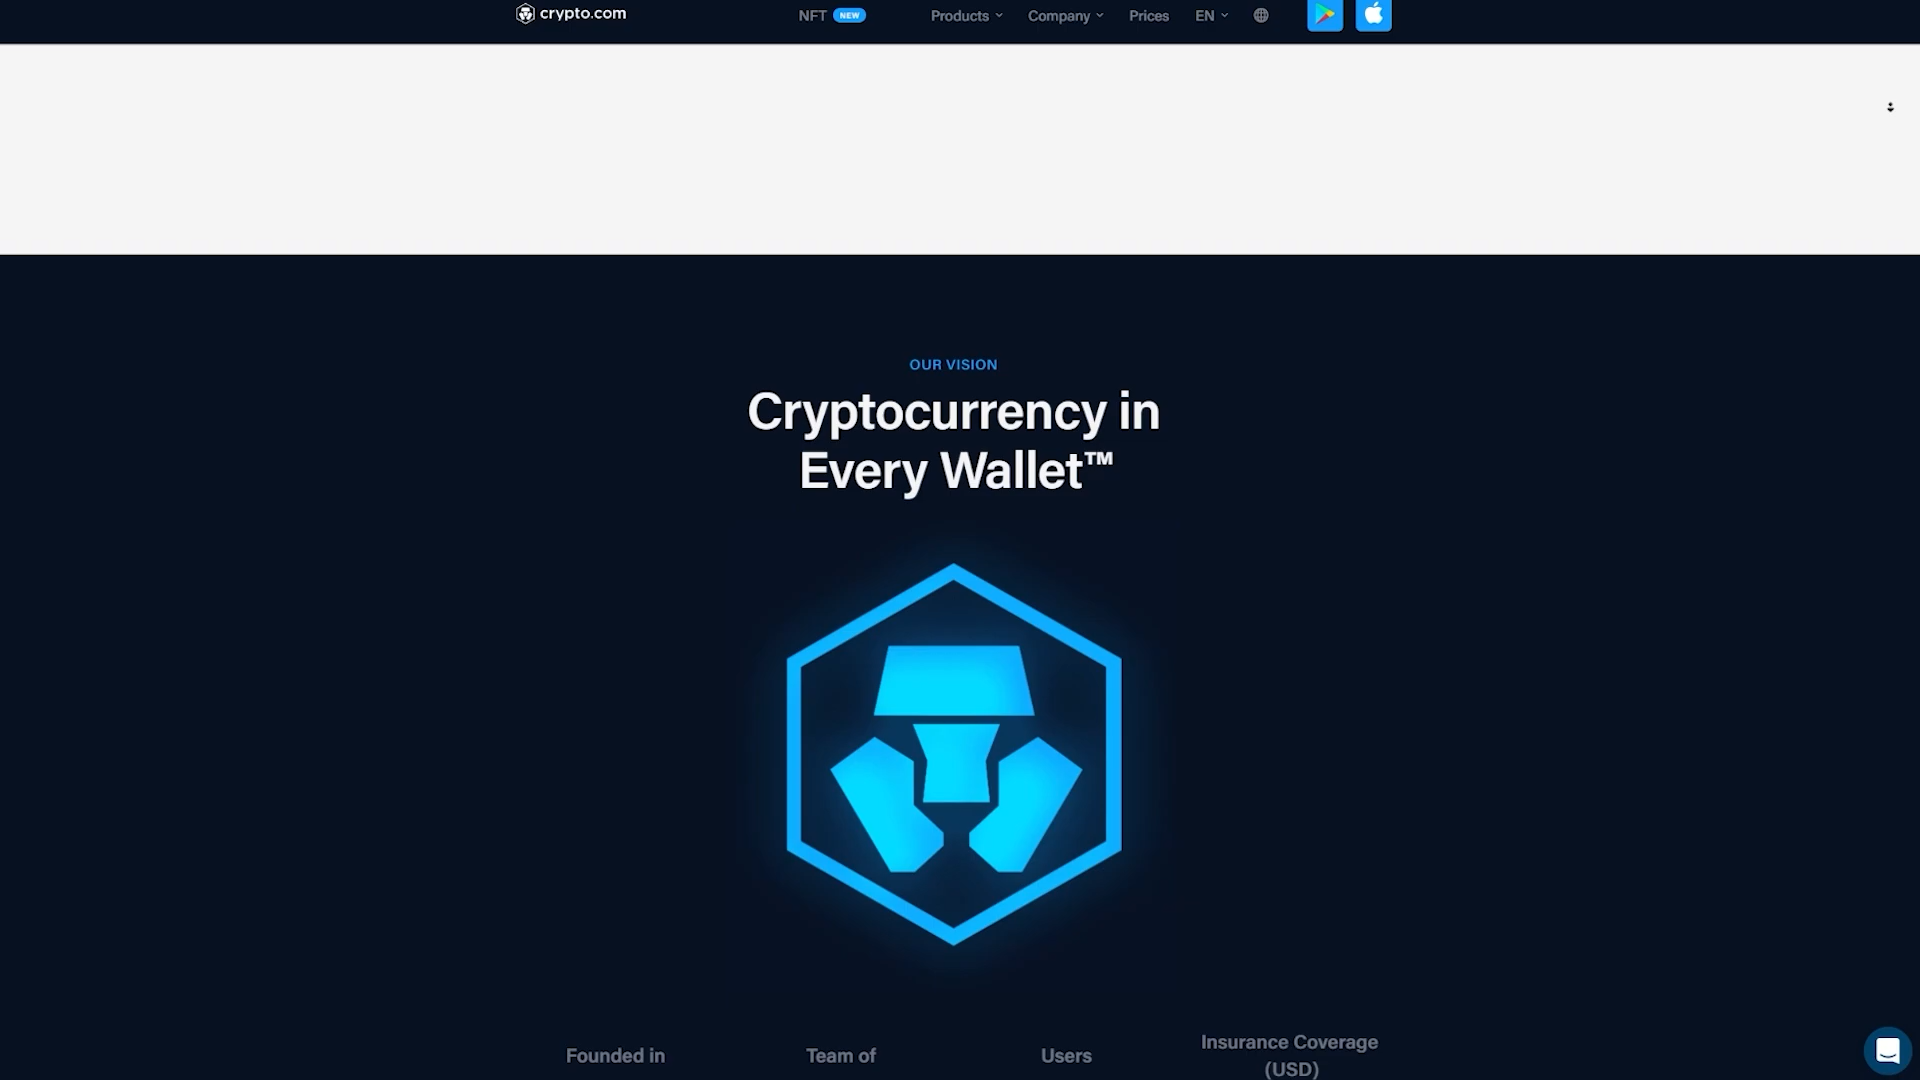 crypto.com
NFT NEW Products Company Prices EN
OUR VISION
Cryptocurrency in
Every Wallet™
Founded in Team of Users Insurance Coverage
(USD)